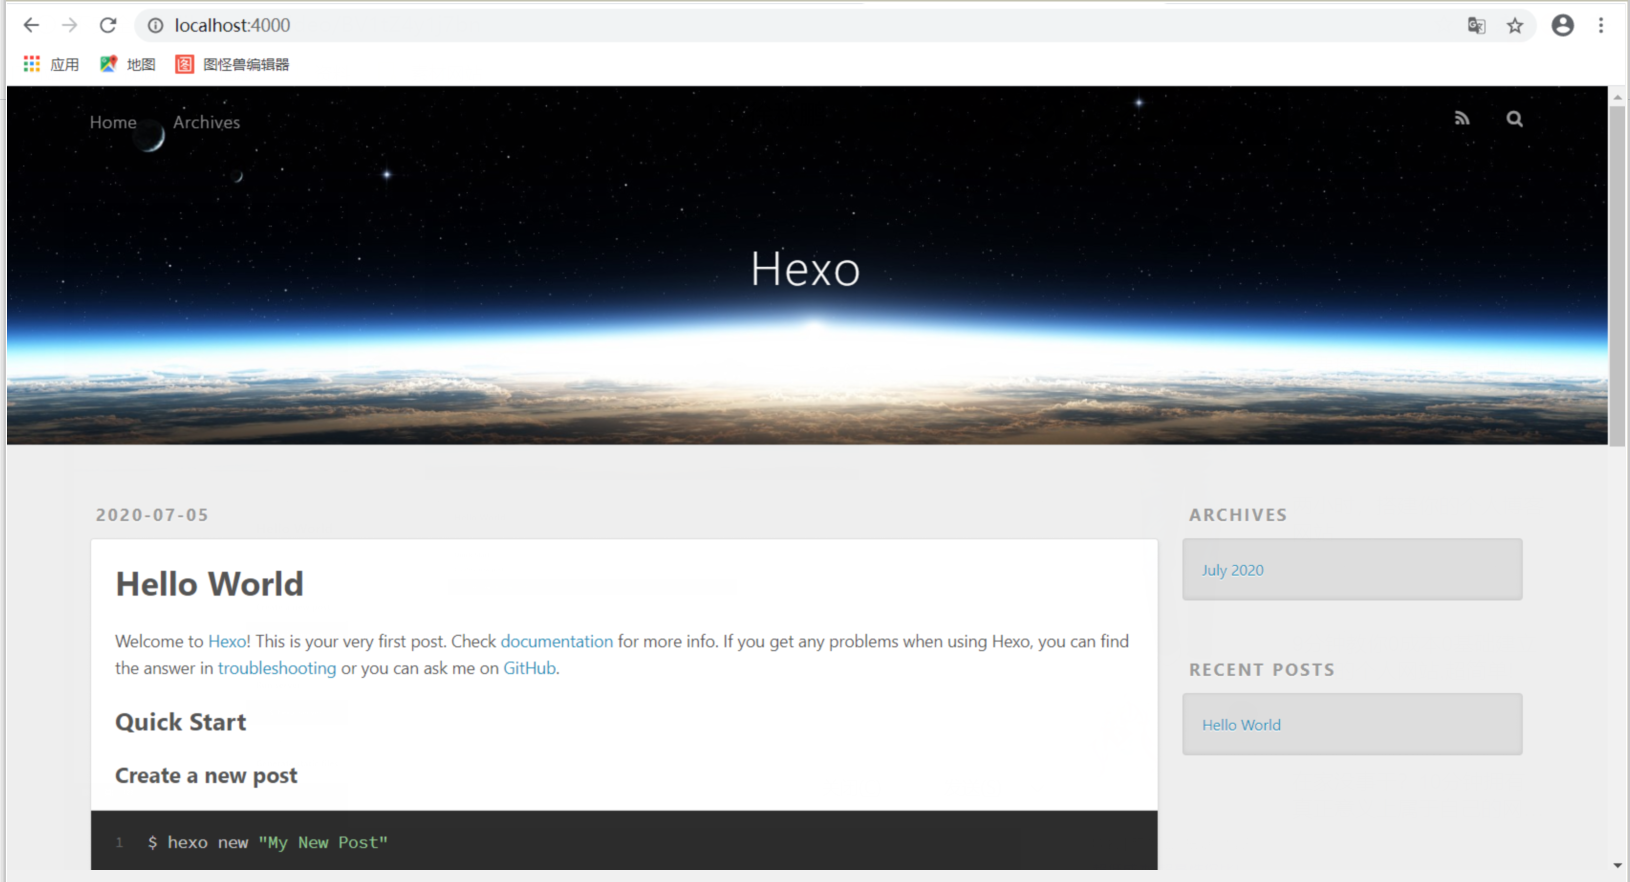 localhost:4000
应用 地图 图怪兽编辑器
Home Archives
Hexo
2020-07-05
Hello World
Welcome to Hexo! This is your very first post. Check documentation for more info. If you get any problems when using Hexo, you can find
the answer in troubleshooting or you can ask me on GitHub.
Quick Start
Create a new post
1 $ hexo new "My New Post"
ARCHIVES
July 2020
RECENT POSTS
Hello World